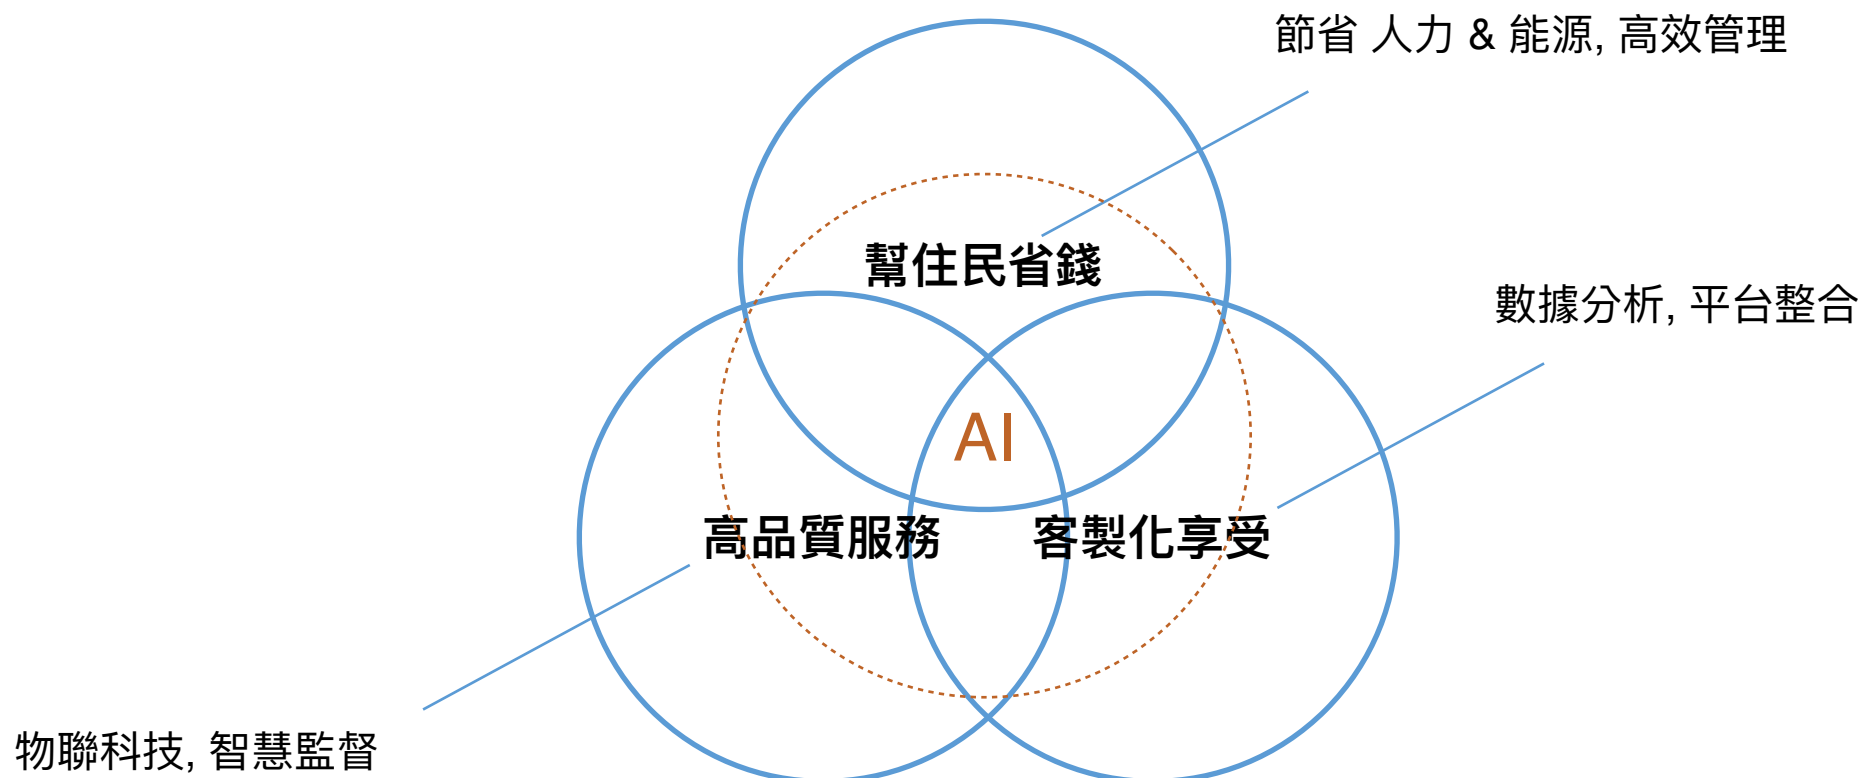 節省 人力 & 能源, 高效管理
幫住民省錢
數據分析, 平台整合
AI
高品質服務
客製化享受
物聯科技, 智慧監督